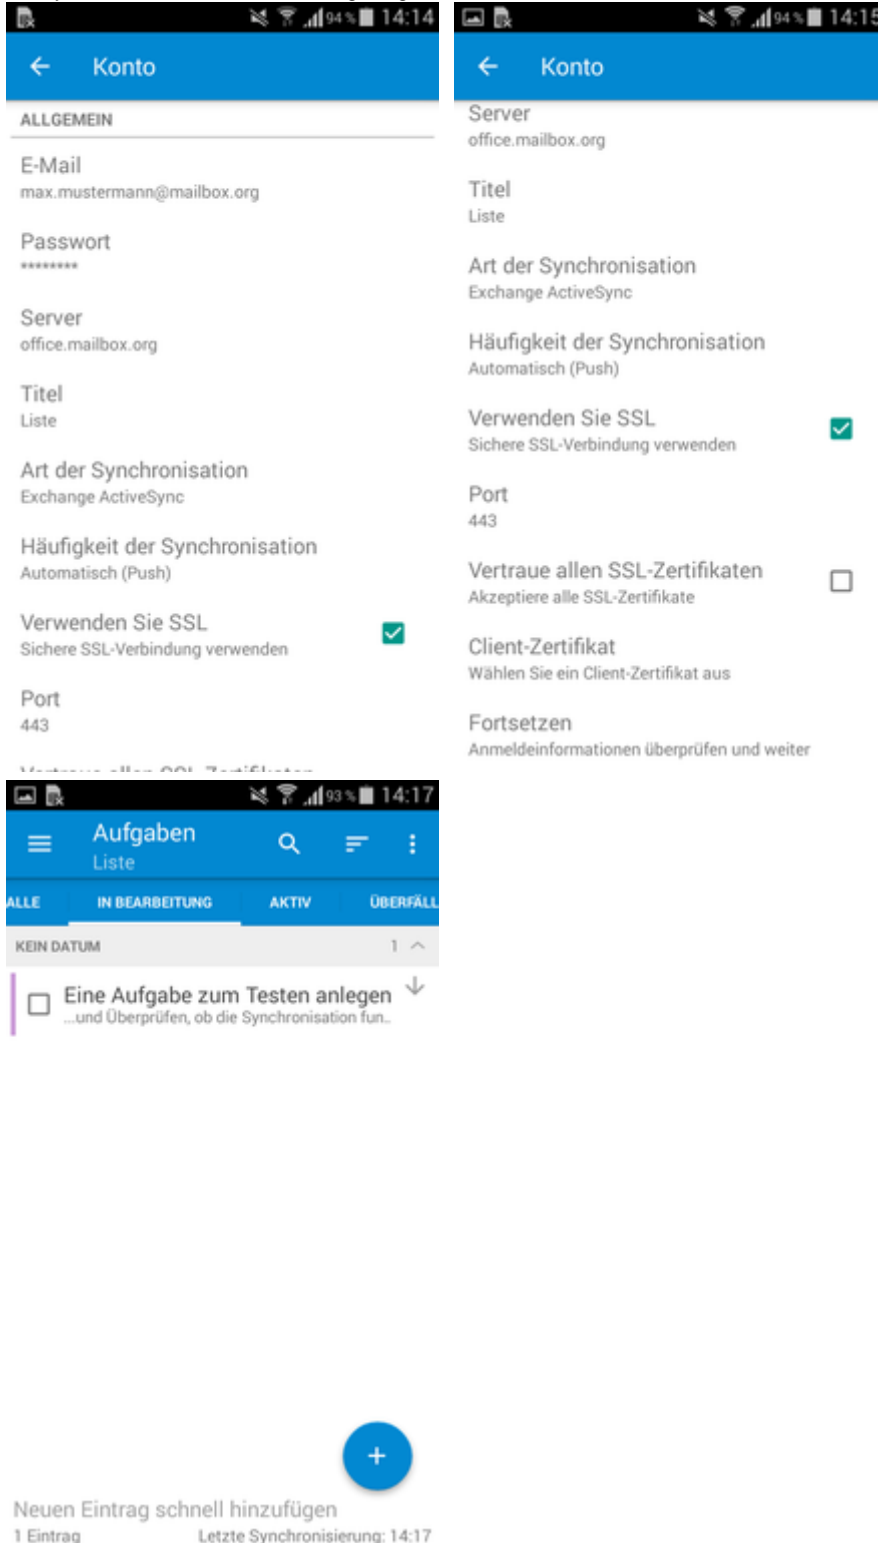 94 % 14:14
Konto
ALLGEMEIN
E-Mail
max.mustermann@mailbox.org
Passwort
********
Server
office.mailbox.org
Titel
Liste
Art der Synchronisation
Exchange ActiveSync
Häufigkeit der Synchronisation
Automatisch (Push)
Verwenden Sie SSL
Sichere SSL-Verbindung verwenden
Port
443
Vertraue allen SSL-Zertifikaten
94 % 14:15
Konto
Server
office.mailbox.org
Titel
Liste
Art der Synchronisation
Exchange ActiveSync
Häufigkeit der Synchronisation
Automatisch (Push)
Verwenden Sie SSL
Sichere SSL-Verbindung verwenden
Port
443
Vertraue allen SSL-Zertifikaten
Akzeptiere alle SSL-Zertifikate
Client-Zertifikat
Wählen Sie ein Client-Zertifikat aus
Fortsetzen
Anmeldeinformationen überprüfen und weiter
93 % 14:17
Aufgaben
Liste
ALLE IN BEARBEITUNG AKTIV ÜBERFÄLL
KEIN DATUM 1
Eine Aufgabe zum Testen anlegen
...und Überprüfen, ob die Synchronisation fun..
+
Neuen Eintrag schnell hinzufügen
1 Eintrag Letzte Synchronisierung: 14:17